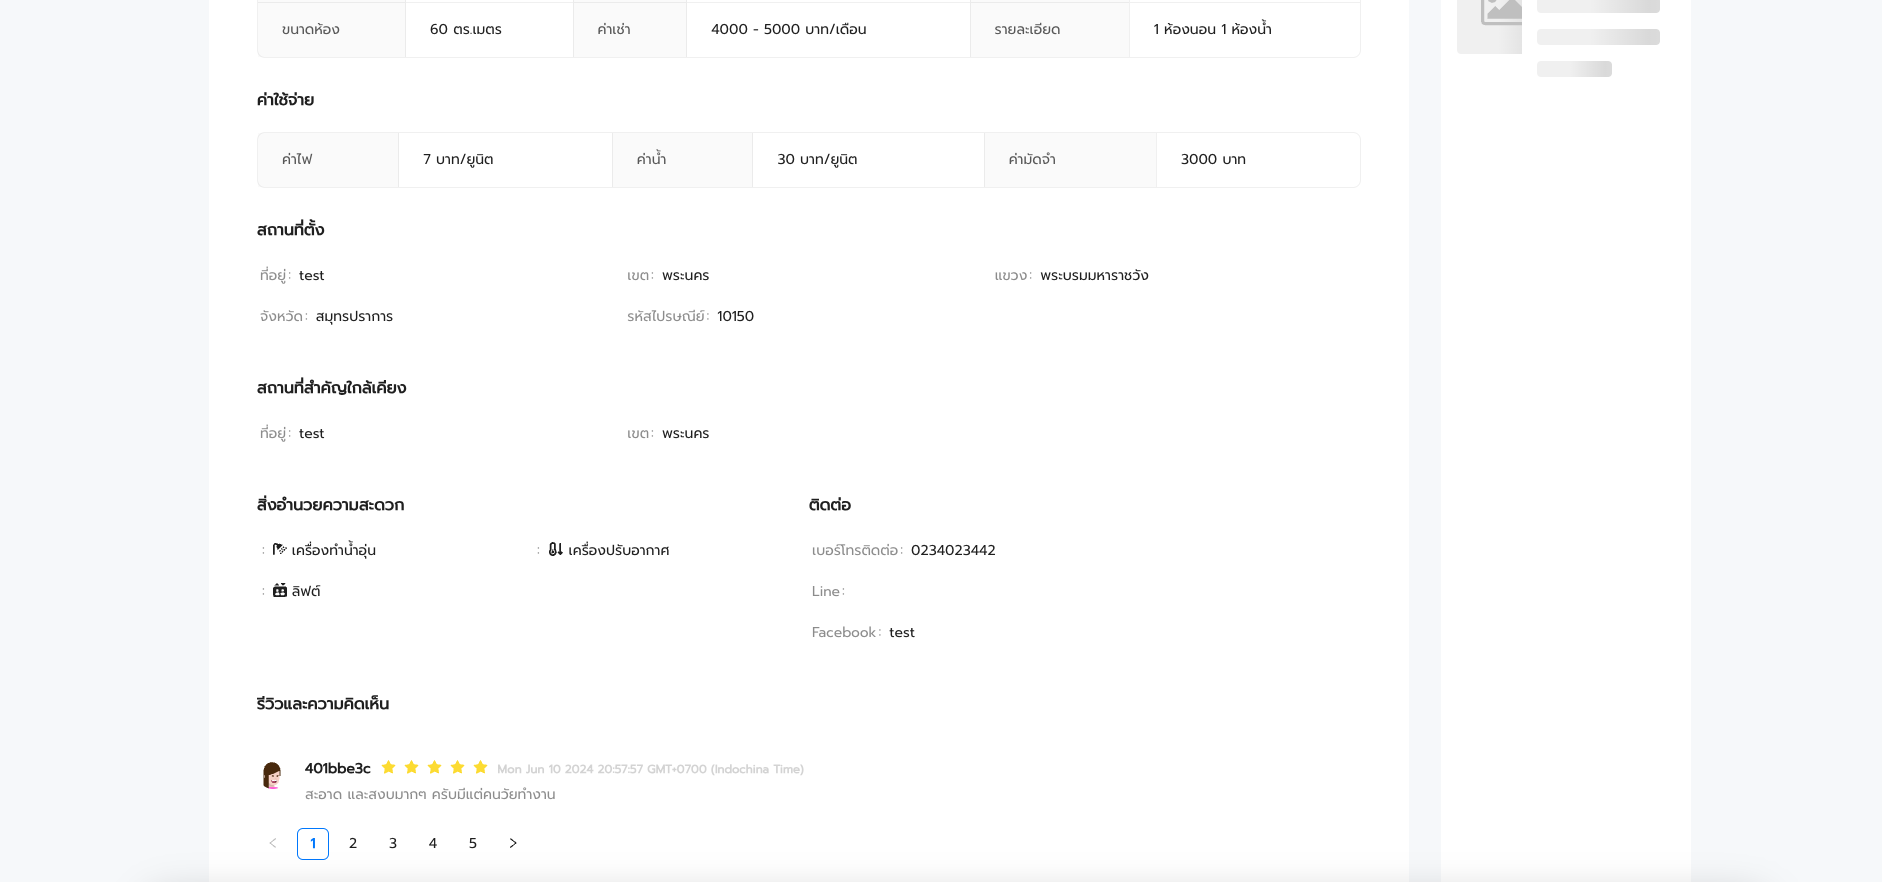 ขนาดห้อง 60 ตร.เมตร ค่าเช่า 4000 - 5000 บาท/เดือน รายละเอียด 1 ห้องนอน 1 ห้องน้ำ
ค่าใช้จ่าย
ค่าไฟ 7 บาท/ยูนิต ค่าน้ำ 30 บาท/ยูนิต ค่ามัดจำ 3000 บาท
สถานที่ตั้ง
ที่อยู่: test เขต: พระนคร แขวง: พระบรมมหาราชวัง
จังหวัด: สมุทรปราการ รหัสไปรษณีย์: 10150
สถานที่สำคัญใกล้เคียง
ที่อยู่: test เขต: พระนคร
สิ่งอำนวยความสะดวก
: เครื่องทำน้ำอุ่น : เครื่องปรับอากาศ
: ลิฟต์
ติดต่อ
เบอร์โทรติดต่อ: 0234023442
Line:
Facebook: test
รีวิวและความคิดเห็น
401bbe3c Mon Jun 10 2024 20:57:57 GMT+0700 (Indochina Time)
สะอาด และสงบมากๆ ครับมีแต่คนวัยทำงาน
< 1 2 3 4 5 >